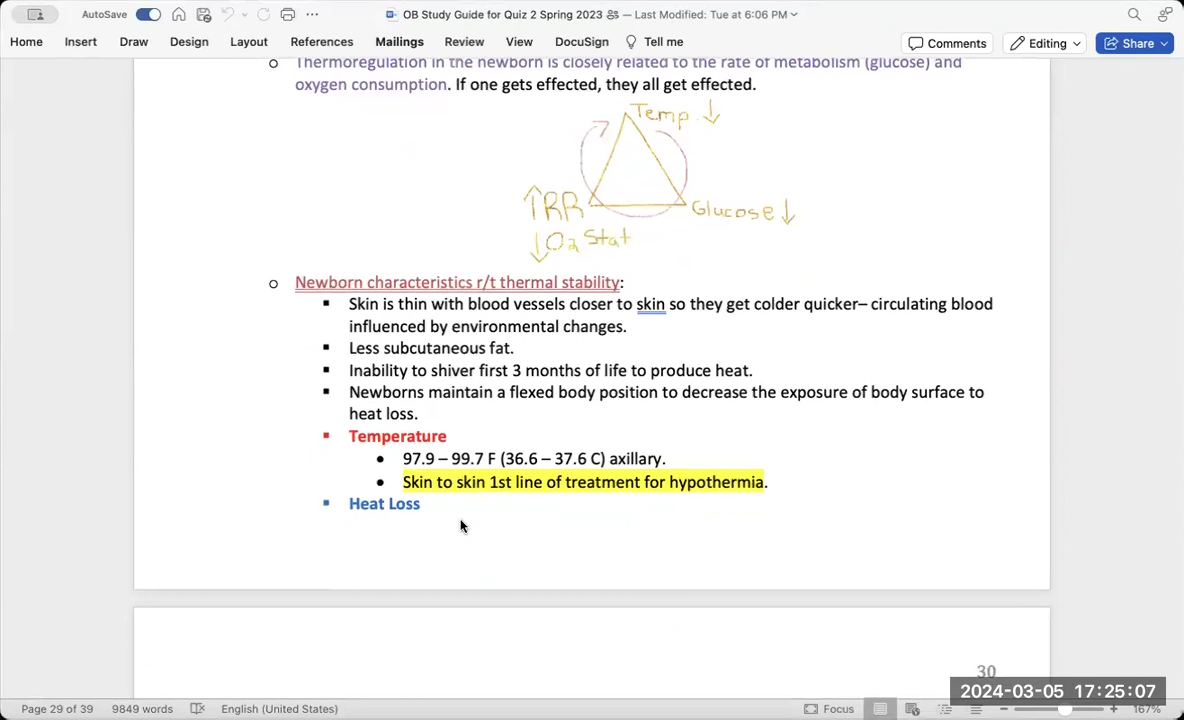 AutoSave
OB Study Guide for Quiz 2 Spring 2023 — Last Modified: Tue at 6:06 PM
Home Insert Draw Design Layout References Mailings Review View DocuSign Tell me Comments Editing Share
Thermoregulation in the newborn is closely related to the rate of metabolism (glucose) and
oxygen consumption. If one gets effected, they all get effected.
Temp ↓
↑RR
Glucose ↓
↓O2 Stat
Newborn characteristics r/t thermal stability:
Skin is thin with blood vessels closer to skin so they get colder quicker– circulating blood
influenced by environmental changes.
Less subcutaneous fat.
Inability to shiver first 3 months of life to produce heat.
Newborns maintain a flexed body position to decrease the exposure of body surface to
heat loss.
Temperature
97.9 – 99.7 F (36.6 – 37.6 C) axillary.
Skin to skin 1st line of treatment for hypothermia.
Heat Loss
30
2024-03-05 17:25:07
Page 29 of 39 9849 words English (United States) Focus 167%